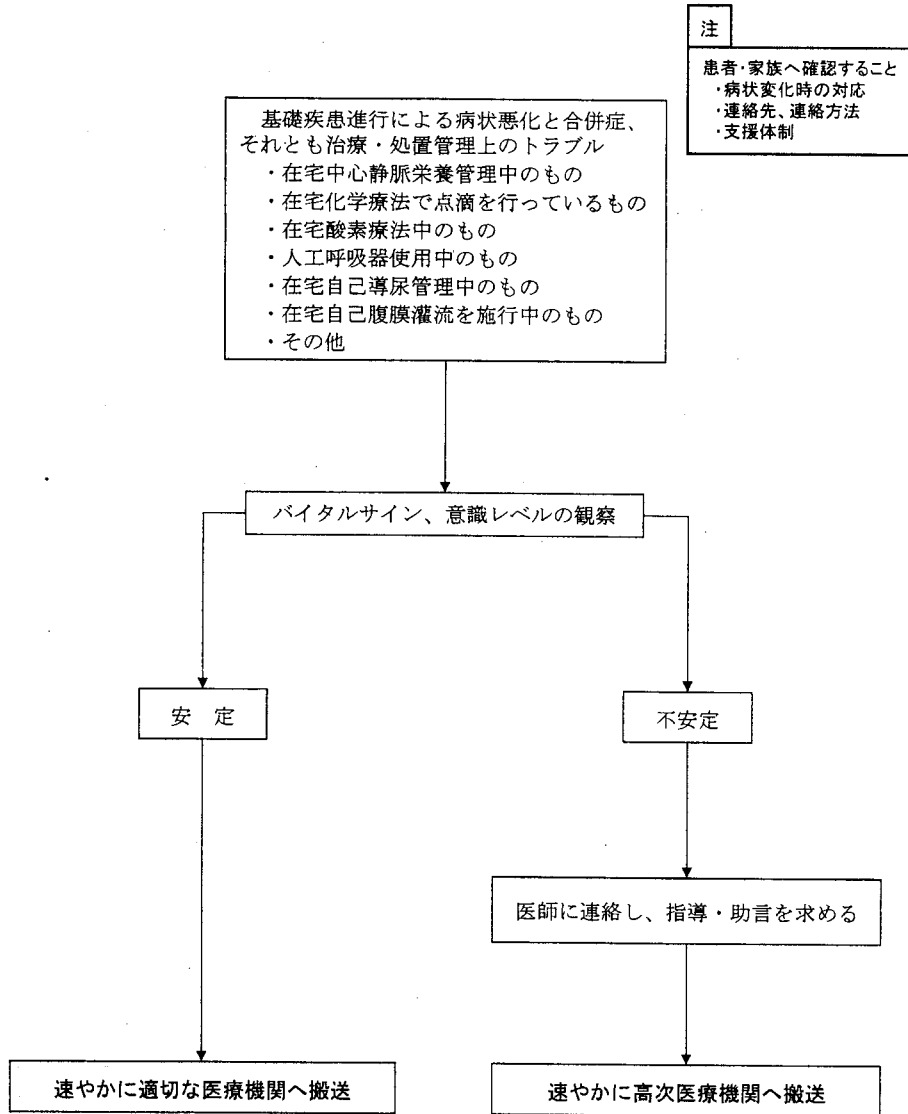 注
患者・家族へ確認すること
・病状変化時の対応
・連絡先、連絡方法
・支援体制
基礎疾患進行による病状悪化と合併症、
それとも治療・処置管理上のトラブル
・在宅中心静脈栄養管理中のもの
・在宅化学療法で点滴を行っているもの
・在宅酸素療法中のもの
・人工呼吸器使用中のもの
・在宅自己導尿管理中のもの
・在宅自己腹膜灌流を施行中のもの
・その他
バイタルサイン、意識レベルの観察
安　定
不安定
医師に連絡し、指導・助言を求める
速やかに適切な医療機関へ搬送
速やかに高次医療機関へ搬送